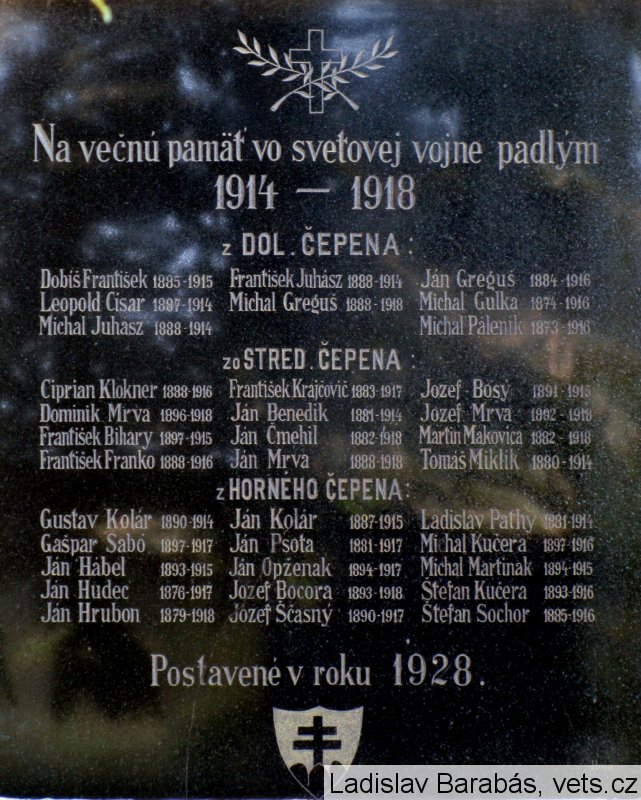 Na večnú pamäť vo svetovej vojne padlým
1914 — 1918
z DOL. ČEPENA:
Dobiš František 1885-1915 František Juhász 1888-1914 Ján Greguš 1884-1916
Leopold Cisar 1897-1914 Michal Greguš 1888-1918 Michal Gulka 1874-1916
Michal Juhasz 1888-1914 Michal Pálenik 1873-1916
zo STRED. ČEPENA:
Ciprian Klokner 1888-1916 František Krajčovič 1883-1917 Jozef Bosý 1891-1915
Dominik Mrva 1896-1918 Ján Benedik 1881-1914 Józef Mrva 1892-1918
František Bihary 1897-1915 Ján Čmehil 1882-1918 Martin Makovica 1882-1918
František Franko 1888-1916 Ján Mrva 1888-1918 Tomáš Miklik 1880-1914
z HORNÉHO ČEPENA:
Gustav Kolár 1890-1914 Ján Kolár 1887-1915 Ladislav Pathy 1891-1914
Gašpar Sabó 1897-1917 Ján Psota 1881-1917 Michal Kučera 1897-1916
Ján Hábel 1893-1915 Ján Opženak 1894-1917 Michal Martinák 1894-1915
Ján Hudec 1876-1917 Józef Bocora 1893-1918 Štefan Kučera 1893-1916
Ján Hrubon 1879-1918 Józef Ščasný 1890-1917 Štefan Sochor 1885-1916
Postavené v roku 1928.
Ladislav Barabás, vets.cz